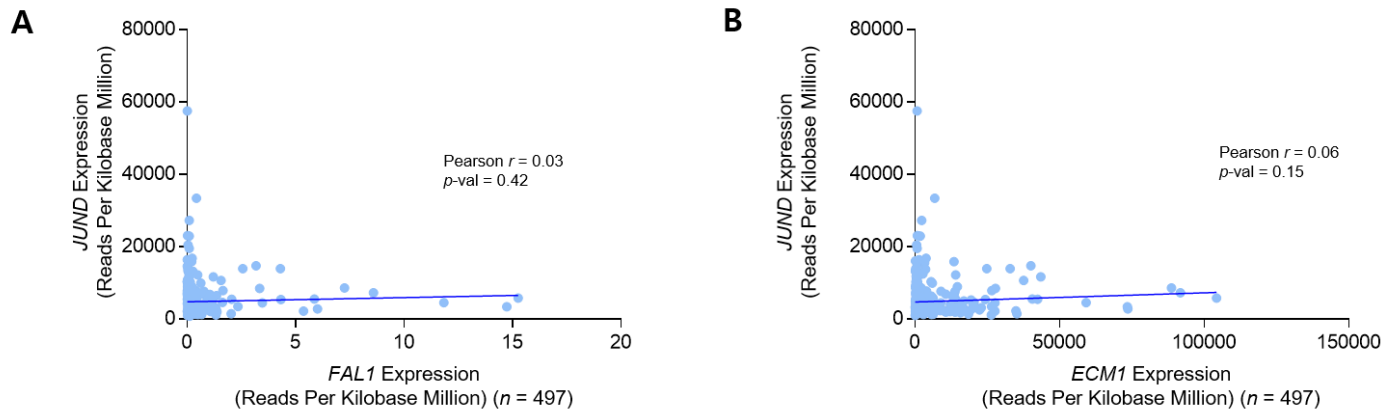 A
JUND Expression
(Reads Per Kilobase Million)
80000
60000
40000
20000
0
Pearson r = 0.03
p-val = 0.42
0 5 10 15 20
FAL1 Expression
(Reads Per Kilobase Million) (n = 497)
B
JUND Expression
(Reads Per Kilobase Million)
80000
60000
40000
20000
0
Pearson r = 0.06
p-val = 0.15
0 50000 100000 150000
ECM1 Expression
(Reads Per Kilobase Million) (n = 497)